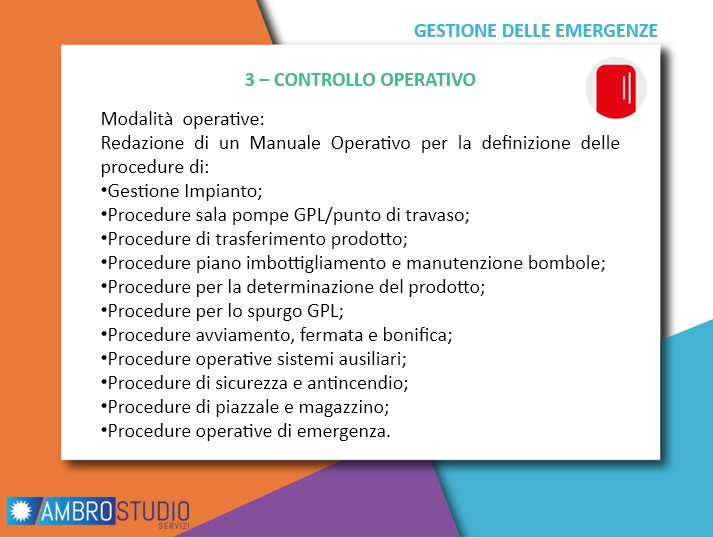 GESTIONE DELLE EMERGENZE
3 – CONTROLLO OPERATIVO
Modalità operative:
Redazione di un Manuale Operativo per la definizione delle
procedure di:
•Gestione Impianto;
•Procedure sala pompe GPL/punto di travaso;
•Procedure di trasferimento prodotto;
•Procedure piano imbottigliamento e manutenzione bombole;
•Procedure per la determinazione del prodotto;
•Procedure per lo spurgo GPL;
•Procedure avviamento, fermata e bonifica;
•Procedure operative sistemi ausiliari;
•Procedure di sicurezza e antincendio;
•Procedure di piazzale e magazzino;
•Procedure operative di emergenza.
AMBROSTUDIO
SERVIZI